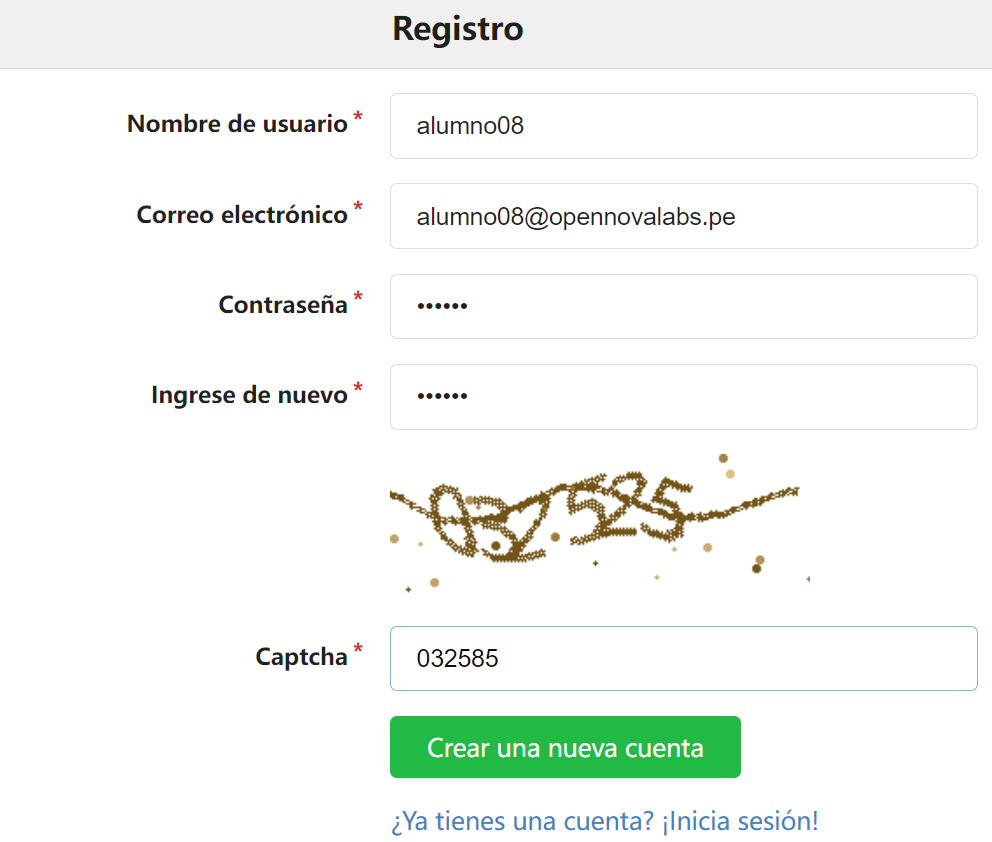 Registro
Nombre de usuario *
alumno08
Correo electrónico *
alumno08@opennovalabs.pe
Contraseña *
••••••
Ingrese de nuevo *
••••••
Captcha *
032585
Crear una nueva cuenta
¿Ya tienes una cuenta? ¡Inicia sesión!